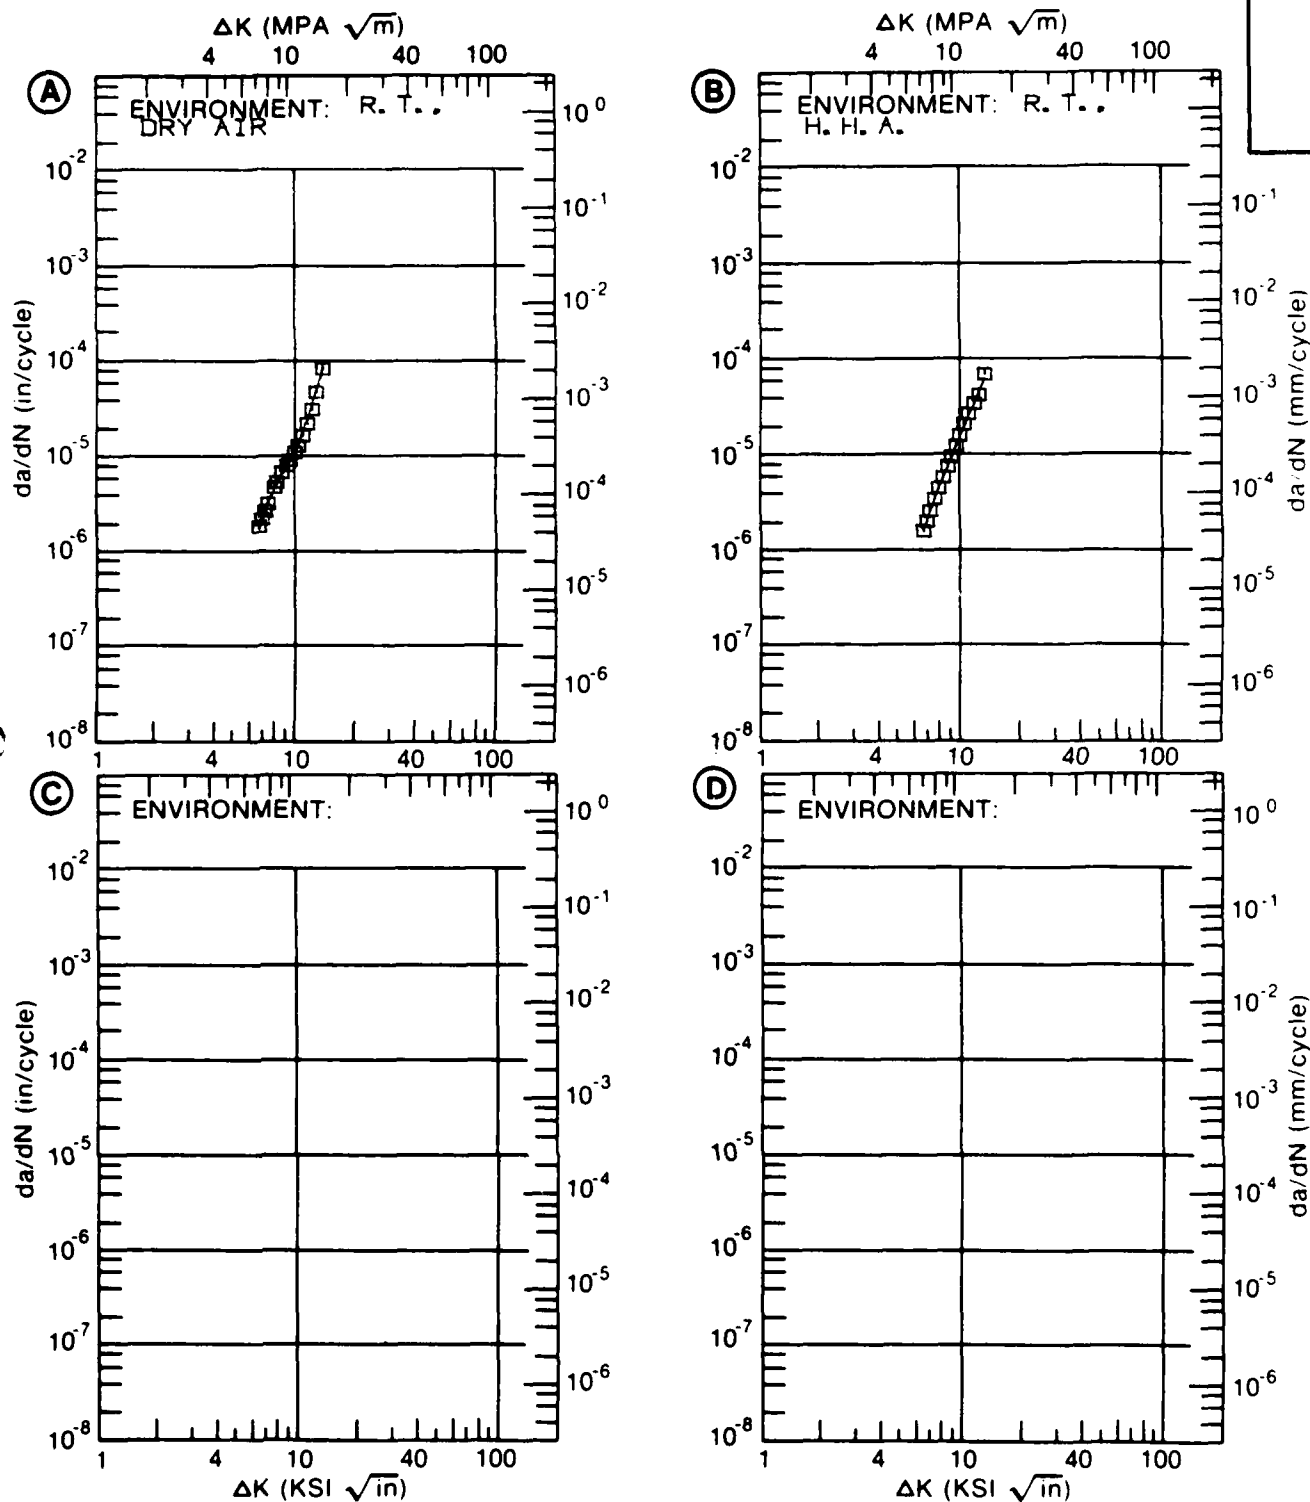 ΔK (MPA √m)
4 10 40 100
ΔK (MPA √m)
4 10 40 100
A
ENVIRONMENT: R. T. ,
DRY AIR
da/dN (in/cycle)
10⁻²
10⁻³
10⁻⁴
10⁻⁵
10⁻⁶
10⁻⁷
10⁻⁸
10⁰
10⁻¹
10⁻²
10⁻³
10⁻⁴
10⁻⁵
10⁻⁶
1 4 10 40 100
B
ENVIRONMENT: R. T. ,
H. H. A.
10⁻²
10⁻³
10⁻⁴
10⁻⁵
10⁻⁶
10⁻⁷
10⁻⁸
10⁻¹
10⁻²
10⁻³
10⁻⁴
10⁻⁵
10⁻⁶
da/dN (mm/cycle)
1 4 10 40 100
C
ENVIRONMENT:
da/dN (in/cycle)
10⁻²
10⁻³
10⁻⁴
10⁻⁵
10⁻⁶
10⁻⁷
10⁻⁸
10⁰
10⁻¹
10⁻²
10⁻³
10⁻⁴
10⁻⁵
10⁻⁶
1 4 10 40 100
ΔK (KSI √in)
D
ENVIRONMENT:
10⁻²
10⁻³
10⁻⁴
10⁻⁵
10⁻⁶
10⁻⁷
10⁻⁸
10⁰
10⁻¹
10⁻²
10⁻³
10⁻⁴
10⁻⁵
10⁻⁶
da/dN (mm/cycle)
1 4 10 40 100
ΔK (KSI √in)